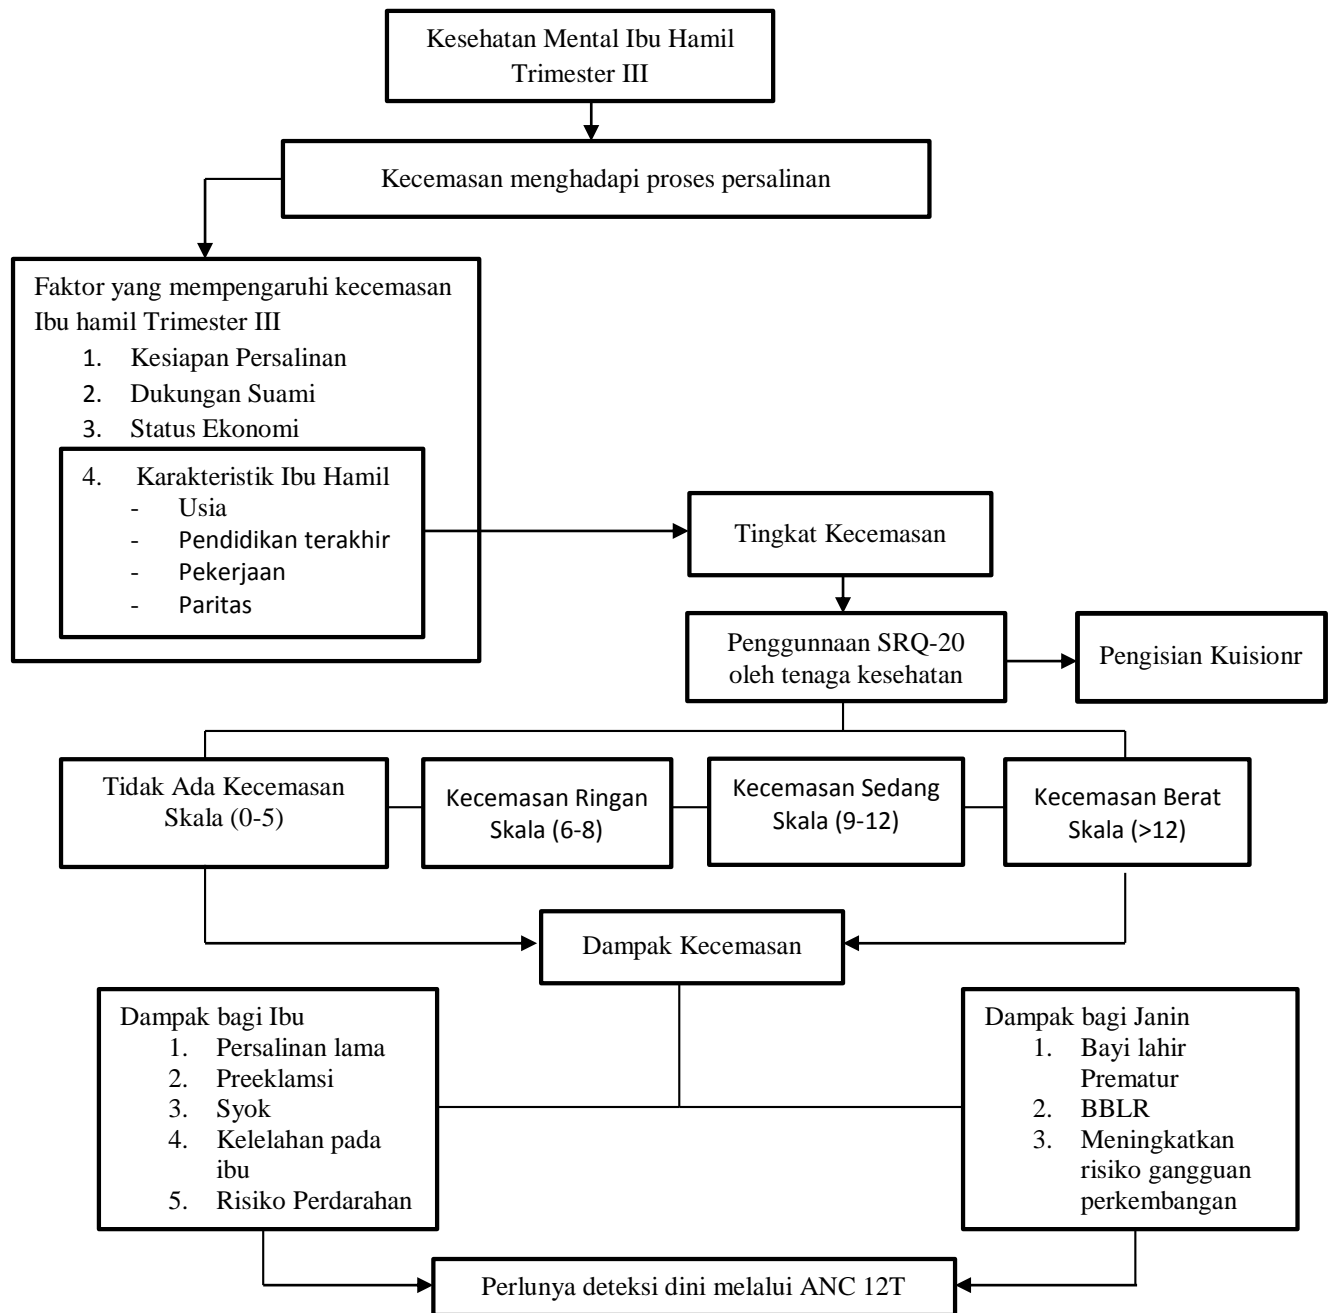 Kesehatan Mental Ibu Hamil
Trimester III
Kecemasan menghadapi proses persalinan
Faktor yang mempengaruhi kecemasan
Ibu hamil Trimester III
1. Kesiapan Persalinan
2. Dukungan Suami
3. Status Ekonomi
4. Karakteristik Ibu Hamil
- Usia
- Pendidikan terakhir
- Pekerjaan
- Paritas
Tingkat Kecemasan
Penggunnaan SRQ-20
oleh tenaga kesehatan
Pengisian Kuisionr
Tidak Ada Kecemasan
Skala (0-5)
Kecemasan Ringan
Skala (6-8)
Kecemasan Sedang
Skala (9-12)
Kecemasan Berat
Skala (>12)
Dampak Kecemasan
Dampak bagi Ibu
1. Persalinan lama
2. Preeklamsi
3. Syok
4. Kelelahan pada
ibu
5. Risiko Perdarahan
Dampak bagi Janin
1. Bayi lahir
Prematur
2. BBLR
3. Meningkatkan
risiko gangguan
perkembangan
Perlunya deteksi dini melalui ANC 12T